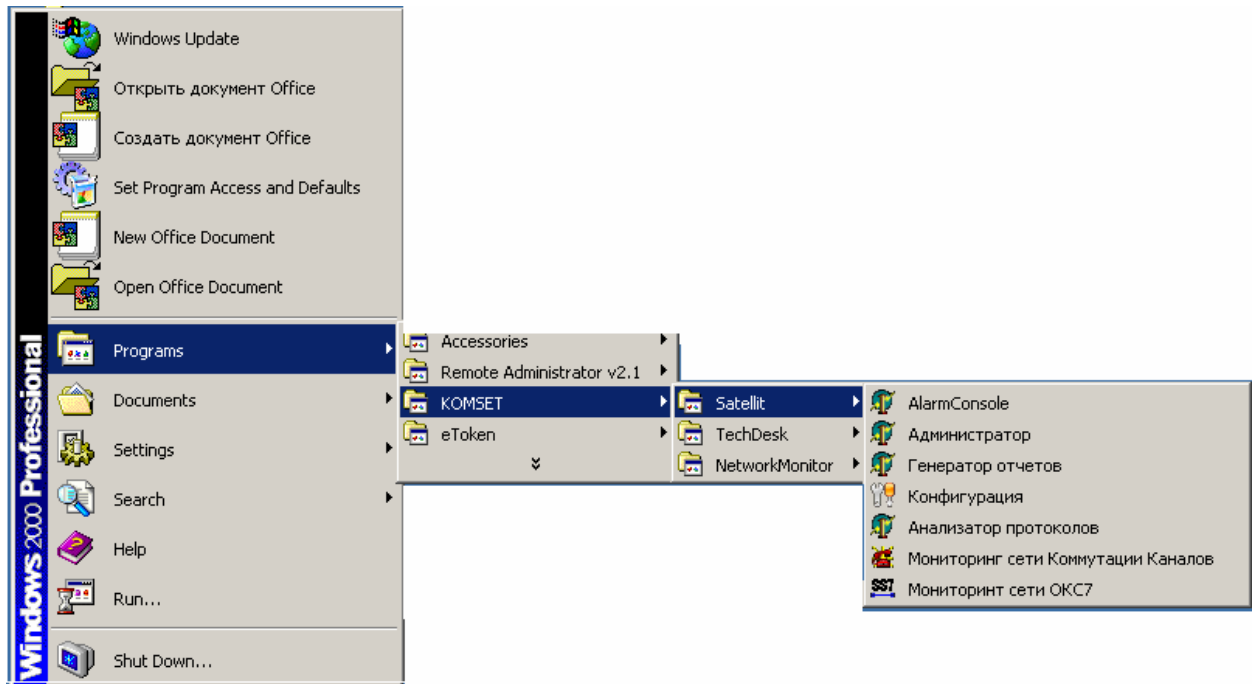 Windows Update
Открыть документ Office
Создать документ Office
Set Program Access and Defaults
New Office Document
Open Office Document
Programs
Documents
Settings
Search
Help
Run...
Shut Down...
Windows 2000 Professional
Accessories
Remote Administrator v2.1
KOMSET
eToken
Satellit
TechDesk
NetworkMonitor
AlarmConsole
Администратор
Генератор отчетов
Конфигурация
Анализатор протоколов
Мониторинг сети Коммутации Каналов
SS7 Мониторинт сети ОКС7